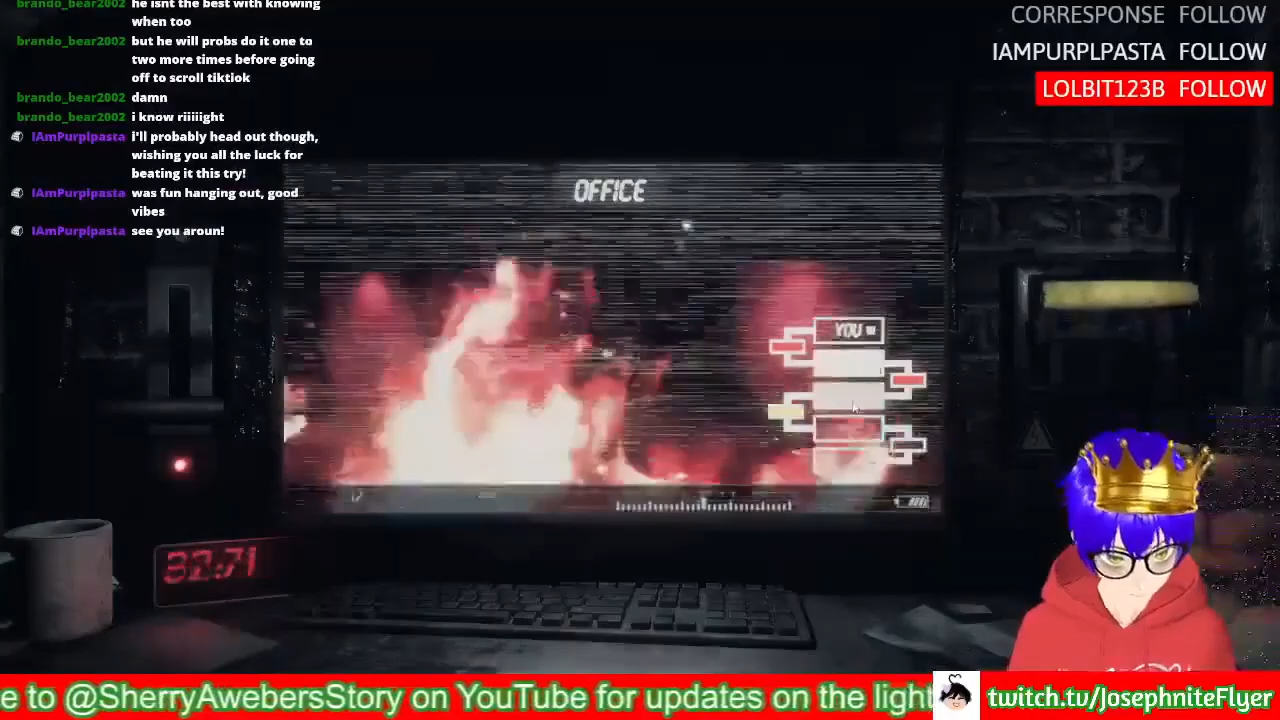 brando_bear2002 he isnt the best with knowing
when too
brando_bear2002 but he will probs do it one to
two more times before going
off to scroll tiktiok
brando_bear2002 damn
brando_bear2002 i know riiiiight
IAmPurplpasta i'll probably head out though,
wishing you all the luck for
beating it this try!
IAmPurplpasta was fun hanging out, good
vibes
IAmPurplpasta see you aroun!
CORRESPONSE FOLLOW
IAMPURPLPASTA FOLLOW
LOLBIT123B FOLLOW
OFFICE
YOU
32:71
e to @SherryAwebersStory on YouTube for updates on the light
twitch.tv/JosephniteFlyer